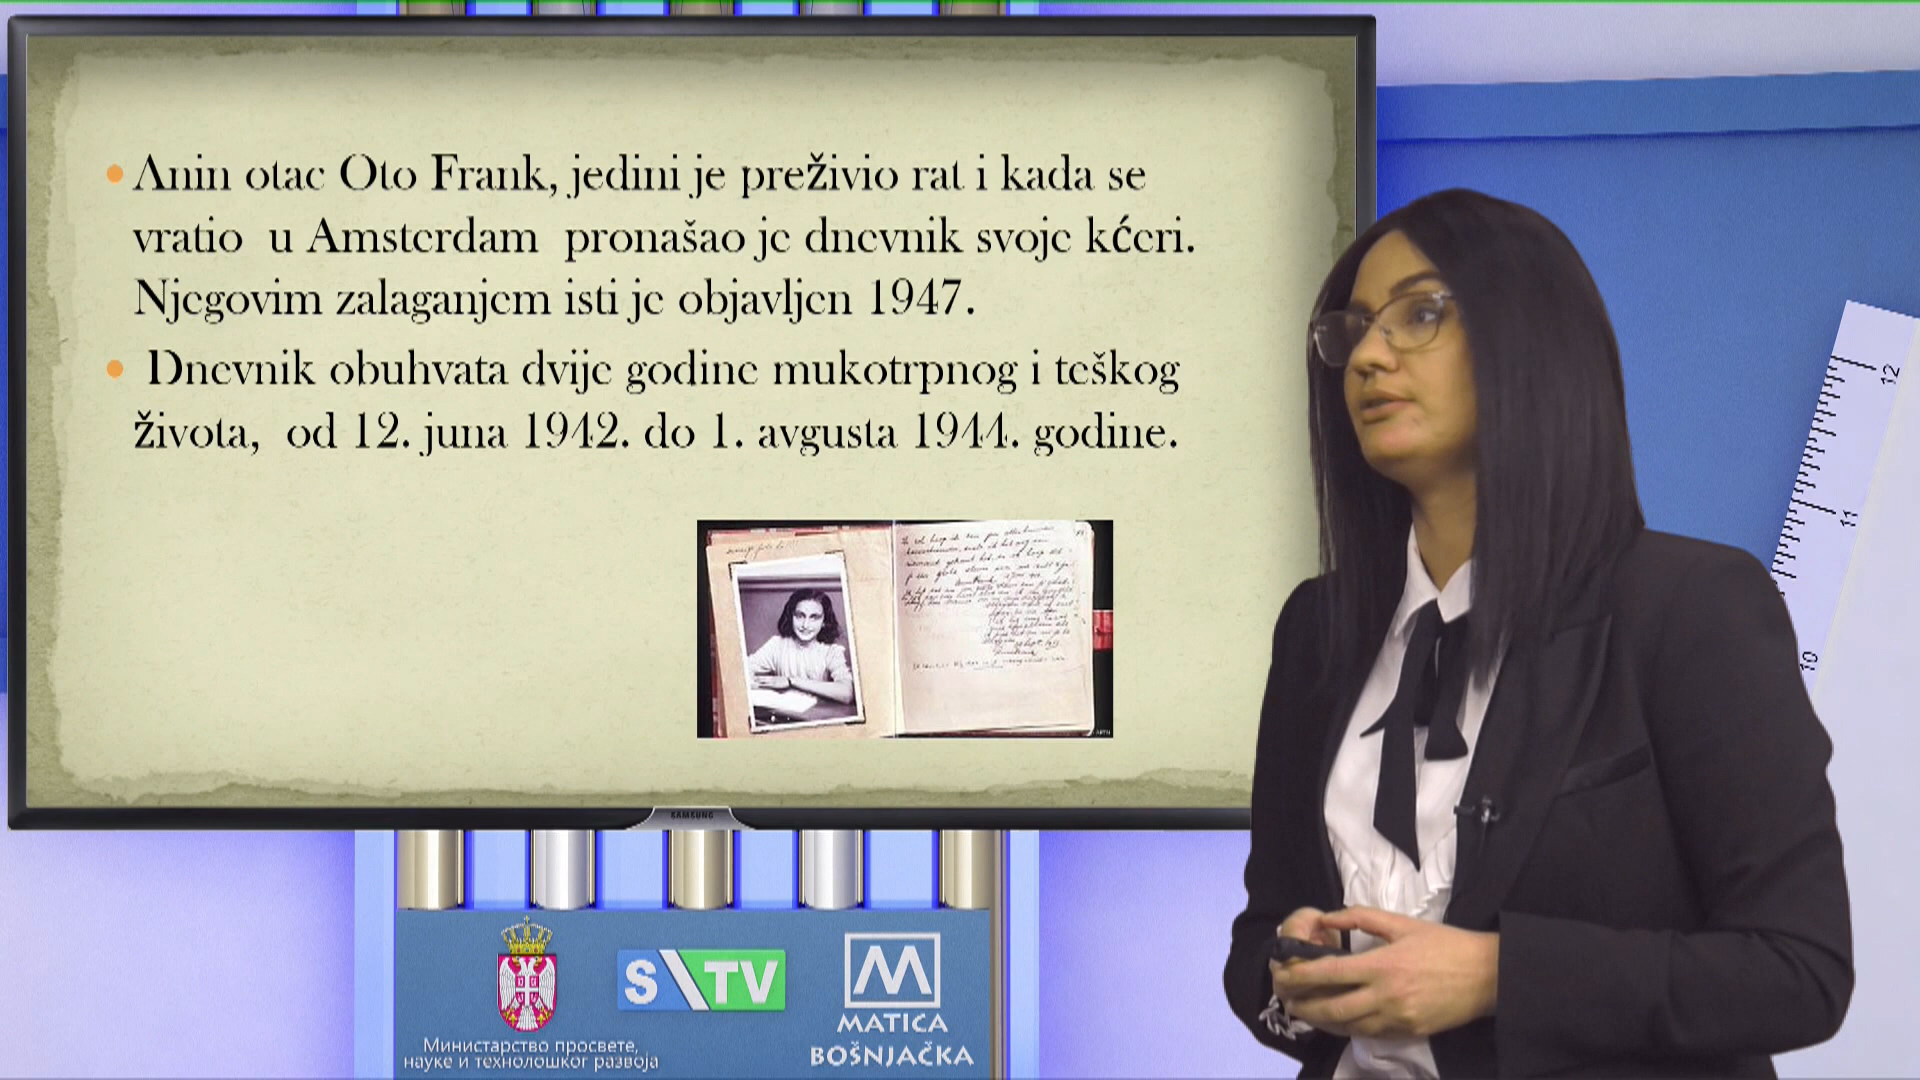 Anin otac Oto Frank, jedini je preživio rat i kada se
vratio u Amsterdam pronašao je dnevnik svoje kćeri.
Njegovim zalaganjem isti je objavljen 1947.
Dnevnik obuhvata dvije godine mukotrpnog i teškog
života, od 12. juna 1942. do 1. avgusta 1944. godine.
SAMSUNG
12
11
10
S TV
M
MATICA
BOŠNJAČKA
Министарство просвете,
науке и технолошког развоја